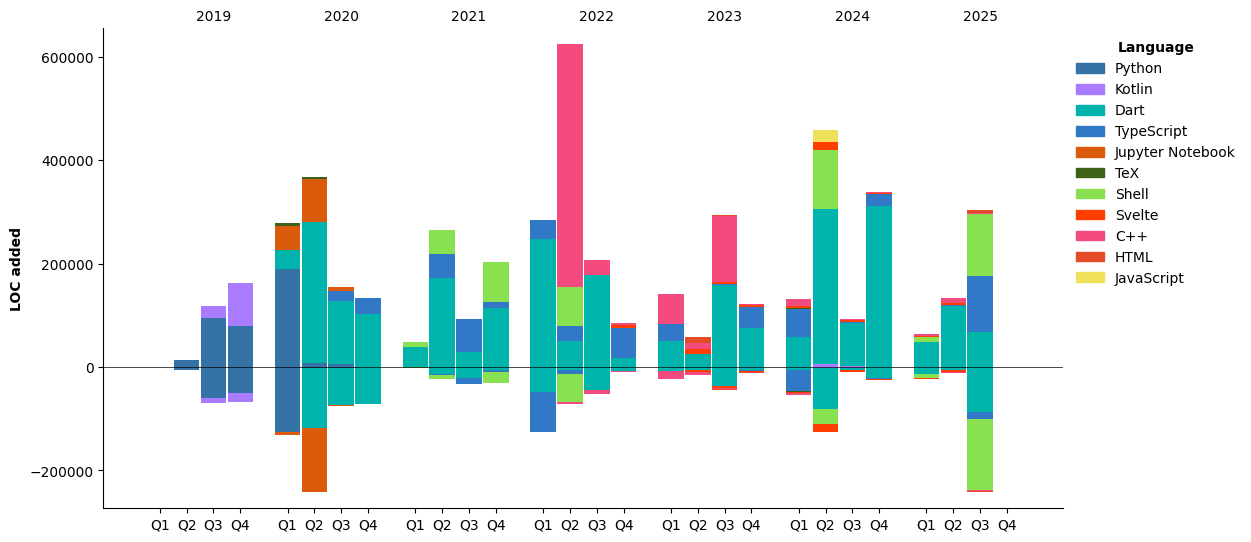 2019 2020 2021 2022 2023 2024 2025
LOC added
600000
400000
200000
0
−200000
Q1 Q2 Q3 Q4 Q1 Q2 Q3 Q4 Q1 Q2 Q3 Q4 Q1 Q2 Q3 Q4 Q1 Q2 Q3 Q4 Q1 Q2 Q3 Q4 Q1 Q2 Q3 Q4
Language
Python
Kotlin
Dart
TypeScript
Jupyter Notebook
TeX
Shell
Svelte
C++
HTML
JavaScript